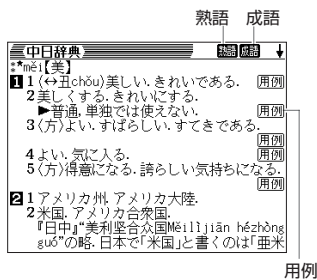 熟語 成語
中日辞典 熟語 成語 ↓
:*měi【美】
1 1〈↔丑chǒu〉美しい. きれいである. 用例
2美しくする. きれいにする.
▶普通, 単独では使えない. 用例
3〈方〉よい. すばらしい. すてきである.
用例
4よい. 気に入る. 用例
5〈方〉得意になる. 誇らしい気持ちになる.
用例
2 1アメリカ州. アメリカ大陸.
2米国. アメリカ合衆国.
『日中』“美利坚合众国Měilìjiān hézhòng
guó”の略. 日本で「米国」と書くのは「亜米
用例